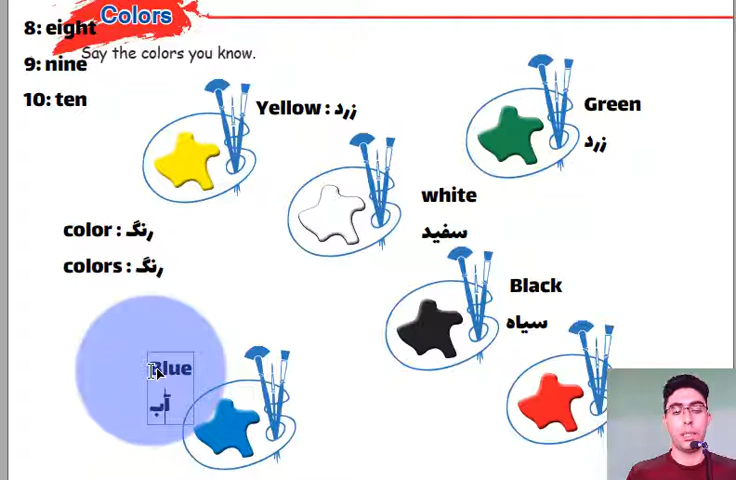 Colors
8: eight
Say the colors you know.
9: nine
10: ten
Yellow : زرد
Green
زرد
white
سفید
color : رنگ
colors : رنگ
Black
سیاه
Blue
آب